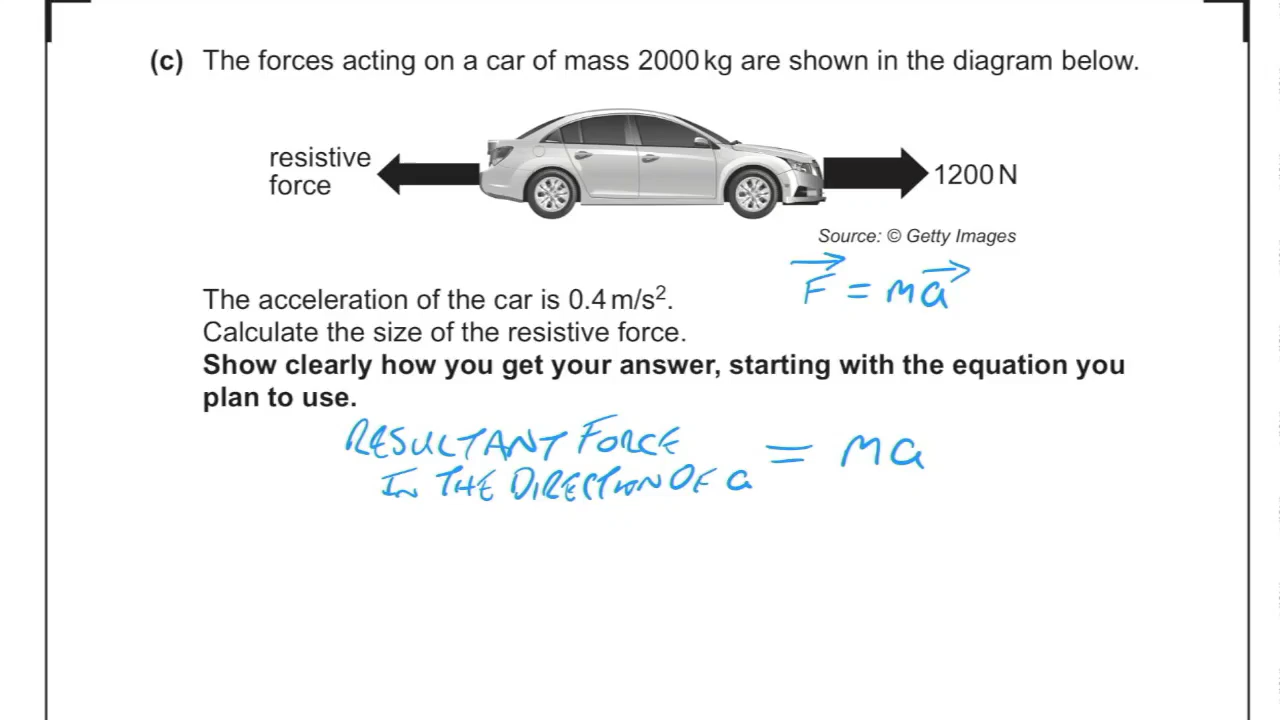 (c) The forces acting on a car of mass 2000 kg are shown in the diagram below.
resistive
force
1200 N
Source: © Getty Images
F = ma
The acceleration of the car is 0.4 m/s².
Calculate the size of the resistive force.
Show clearly how you get your answer, starting with the equation you
plan to use.
RESULTANT FORCE
IN THE DIRECTION OF a = ma